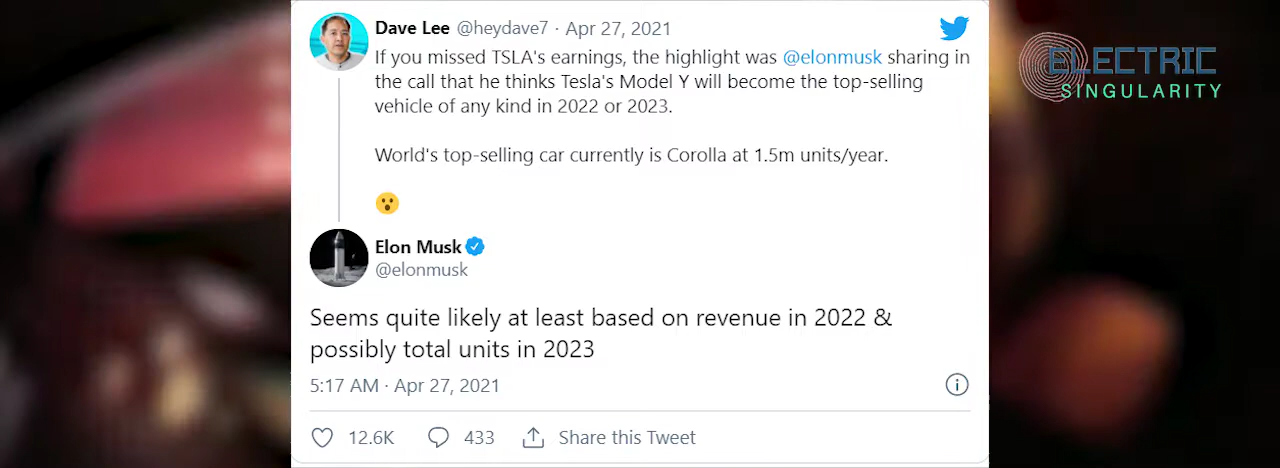 Dave Lee @heydave7 · Apr 27, 2021
If you missed TSLA's earnings, the highlight was @elonmusk sharing in
the call that he thinks Tesla's Model Y will become the top-selling
vehicle of any kind in 2022 or 2023.
World's top-selling car currently is Corolla at 1.5m units/year.
Elon Musk
@elonmusk
Seems quite likely at least based on revenue in 2022 &
possibly total units in 2023
5:17 AM · Apr 27, 2021
12.6K 433 Share this Tweet
ELECTRIC
SINGULARITY